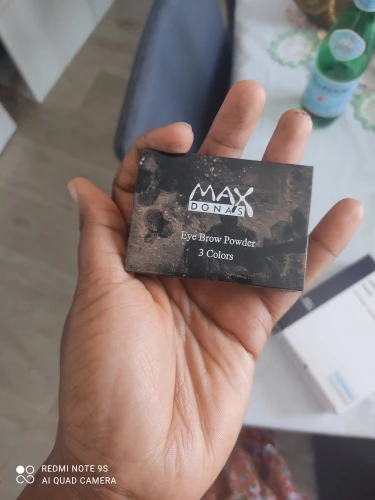 MAX
DONAS
Eye Brow Powder
3 Colors
REDMI NOTE 9S
AI QUAD CAMERA